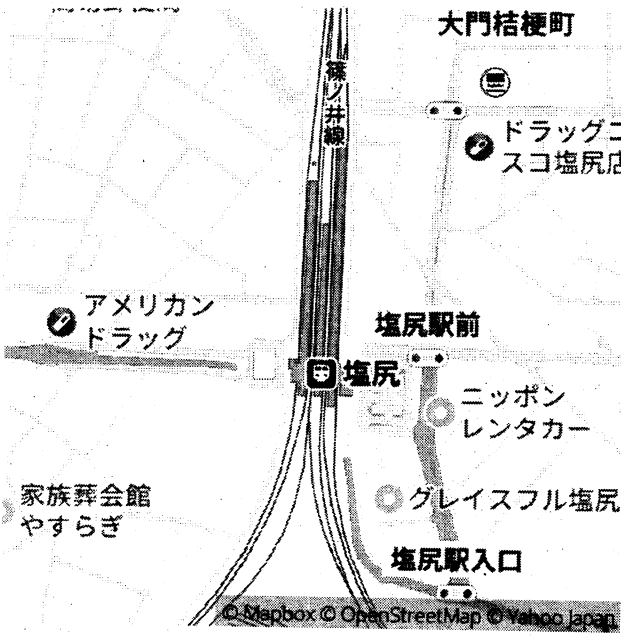 大門桔梗町
篠ノ井線
ドラッグコ
スコ塩尻店
アメリカン
ドラッグ
塩尻駅前
塩尻
ニッポン
レンタカー
家族葬会館
やすらぎ
グレイスフル塩尻
塩尻駅入口
© Mapbox © OpenStreetMap © Yahoo Japan